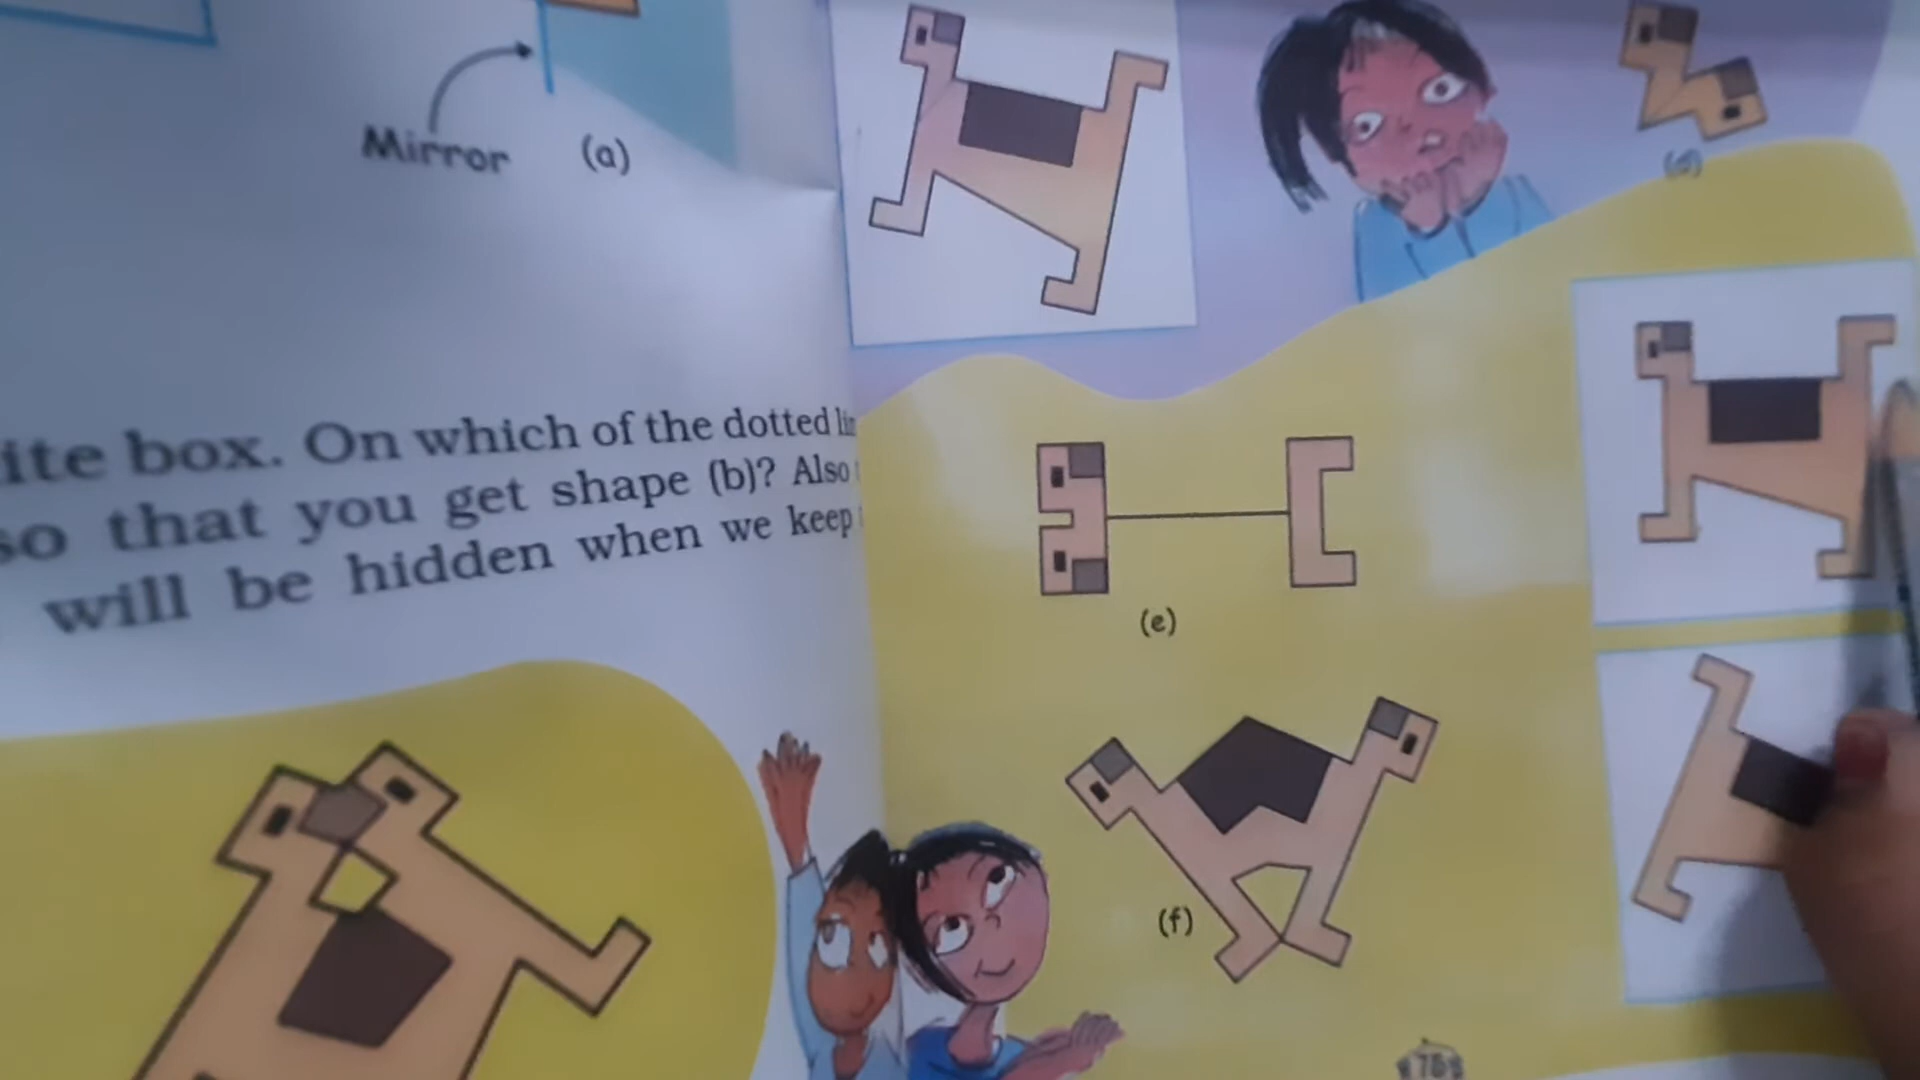 Mirror
(a)
ite box. On which of the dotted
so that you get shape (b)? Also
will be hidden when we keep
(d)
(e)
(f)